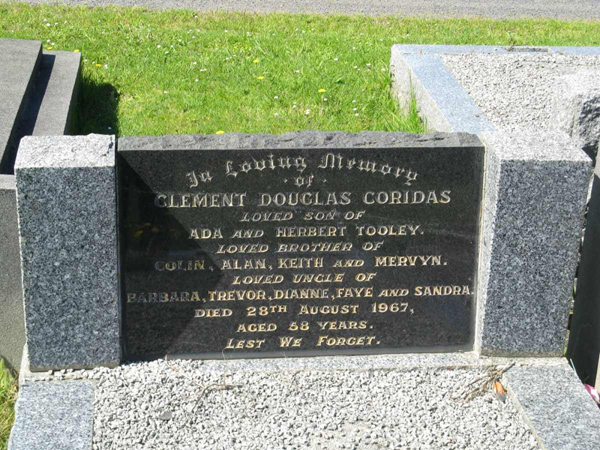 In Loving Memory
· of ·
CLEMENT DOUGLAS CORIDAS
LOVED SON OF
ADA AND HERBERT TOOLEY.
LOVED BROTHER OF
COLIN, ALAN, KEITH AND MERVYN.
LOVED UNCLE OF
BARBARA, TREVOR, DIANNE, FAYE AND SANDRA.
DIED 28TH AUGUST 1967,
AGED 58 YEARS.
LEST WE FORGET.